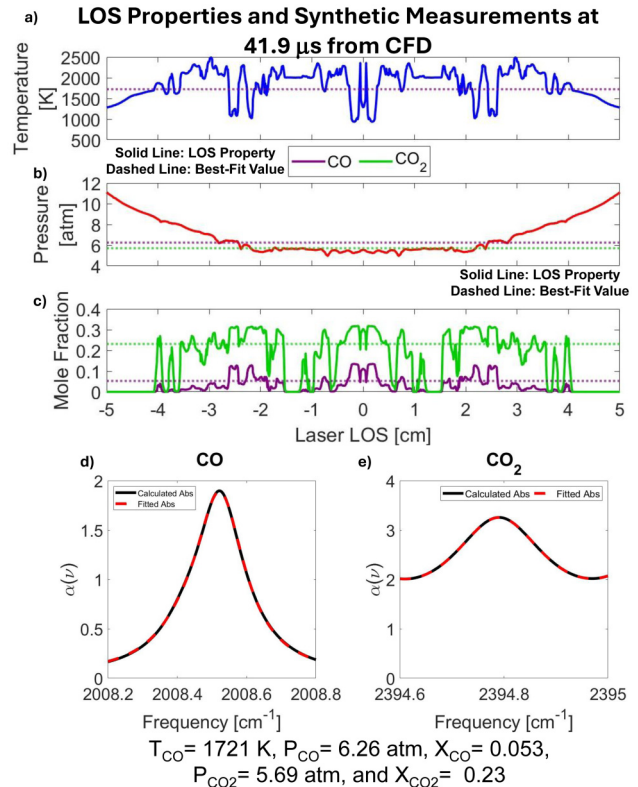 LOS Properties and Synthetic Measurements at
41.9 μs from CFD
a)
Temperature
[K]
2500
2000
1500
1000
500
Solid Line: LOS Property
Dashed Line: Best-Fit Value
CO
CO₂
b)
Pressure
[atm]
12
10
8
6
4
Solid Line: LOS Property
Dashed Line: Best-Fit Value
c)
Mole Fraction
0.4
0.3
0.2
0.1
0
-5 -4 -3 -2 -1 0 1 2 3 4 5
Laser LOS [cm]
d)
CO
Calculated Abs
Fitted Abs
α(ν)
2
1.5
1
0.5
0
2008.2 2008.4 2008.6 2008.8
Frequency [cm⁻¹]
e)
CO₂
Calculated Abs Fitted Abs
α(ν)
4
3
2
1
0
2394.6 2394.8 2395
Frequency [cm⁻¹]
T_CO= 1721 K, P_CO= 6.26 atm, X_CO= 0.053,
P_CO2= 5.69 atm, and X_CO2= 0.23